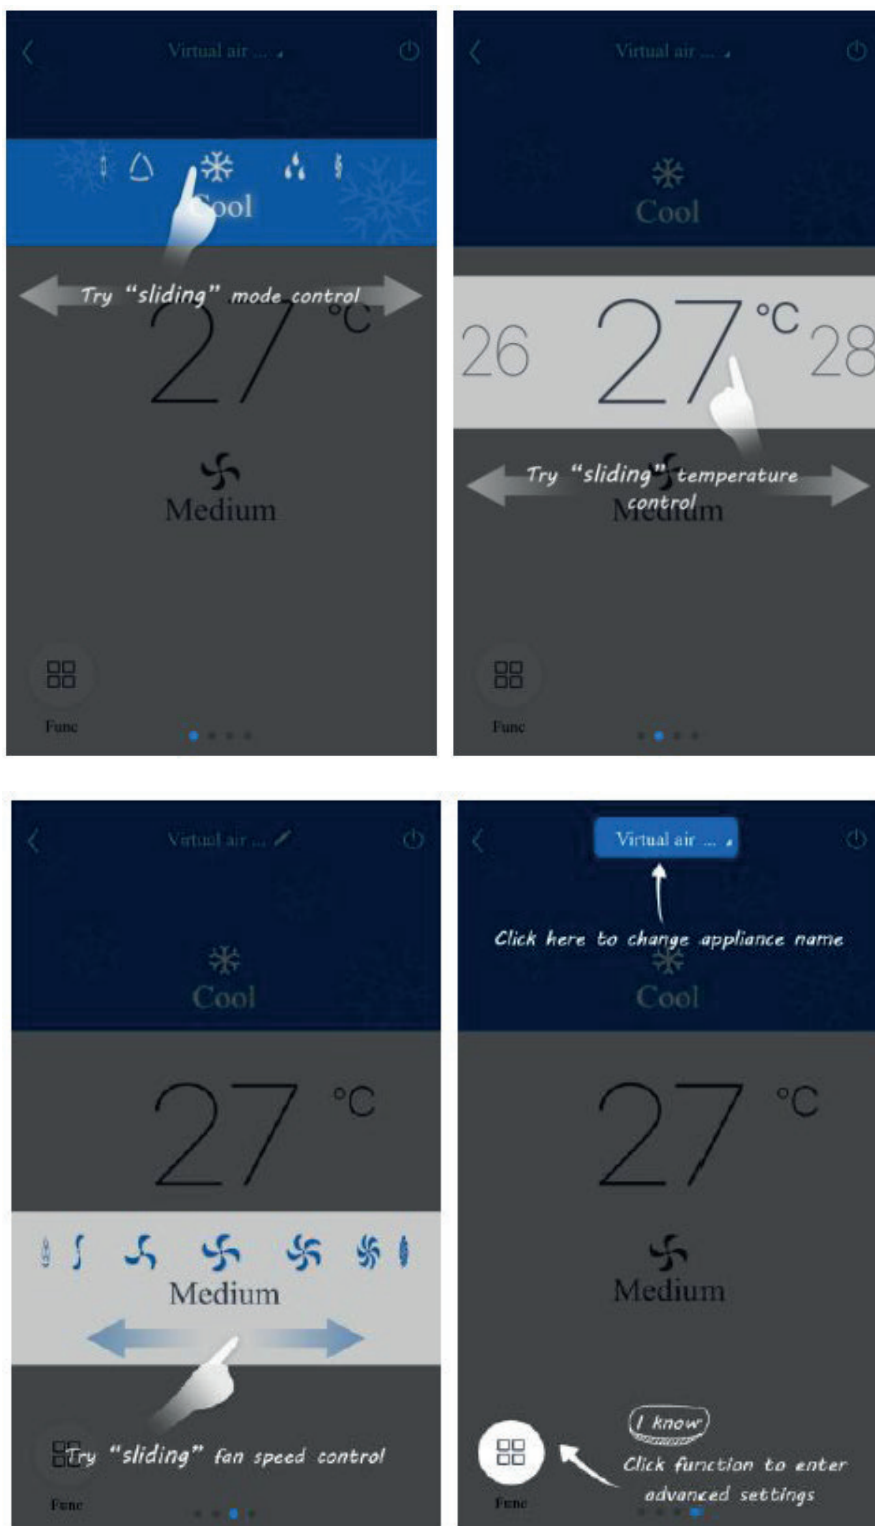 Virtual air ...
Cool
Try “sliding” mode control
27 °C
Medium
Func
Virtual air ...
Cool
26 27 °C 28
Try “sliding” temperature
control
Medium
Func
Virtual air ...
Cool
27 °C
Medium
Try “sliding” fan speed control
Func
Virtual air ...
Click here to change appliance name
Cool
27 °C
Medium
I know
Click function to enter
advanced settings
Func